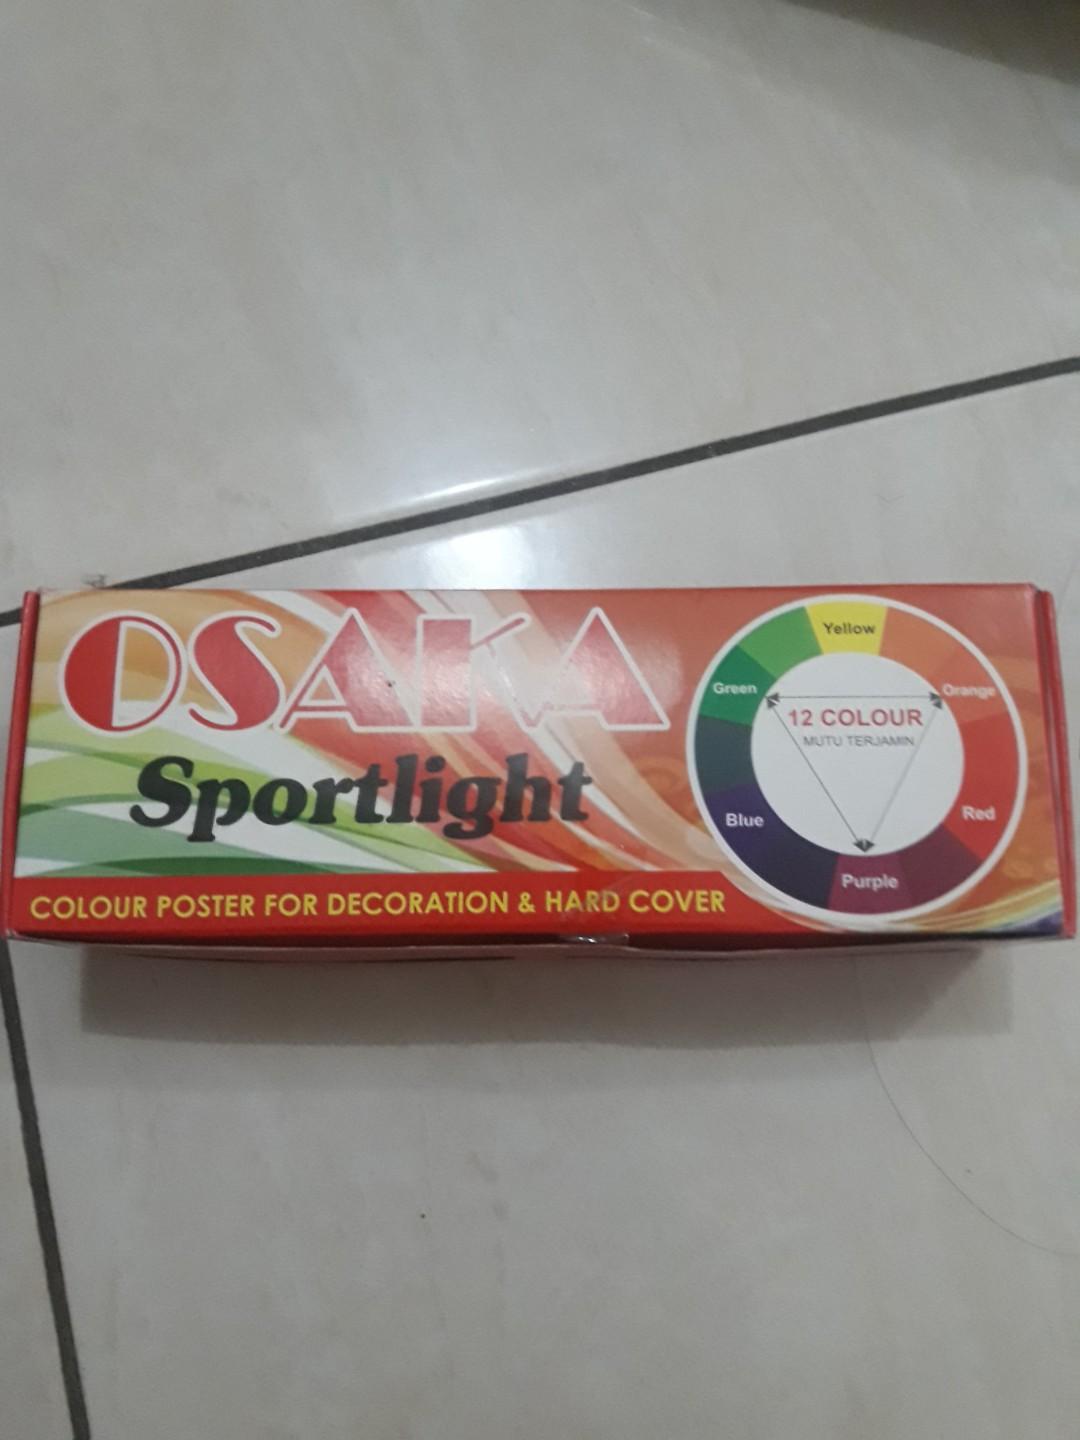 OSAKA
Sportlight
COLOUR POSTER FOR DECORATION & HARD COVER
Yellow
Green
Orange
12 COLOUR
MUTU TERJAMIN
Blue
Red
Purple